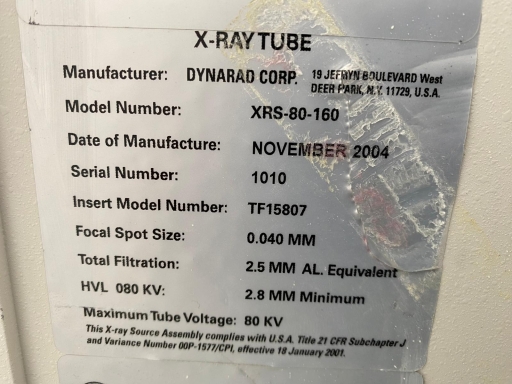 X-RAY TUBE
Manufacturer: DYNARAD CORP. 19 JEFRYN BOULEVARD West
DEER PARK, N.Y. 11729, U.S.A.
Model Number: XRS-80-160
Date of Manufacture: NOVEMBER 2004
Serial Number: 1010
Insert Model Number: TF15807
Focal Spot Size: 0.040 MM
Total Filtration: 2.5 MM AL. Equivalent
HVL 080 KV: 2.8 MM Minimum
Maximum Tube Voltage: 80 KV
This X-ray Source Assembly complies with U.S.A. Title 21 CFR Subchapter J
and Variance Number 00P-1577/CPI, effective 18 January 2001.